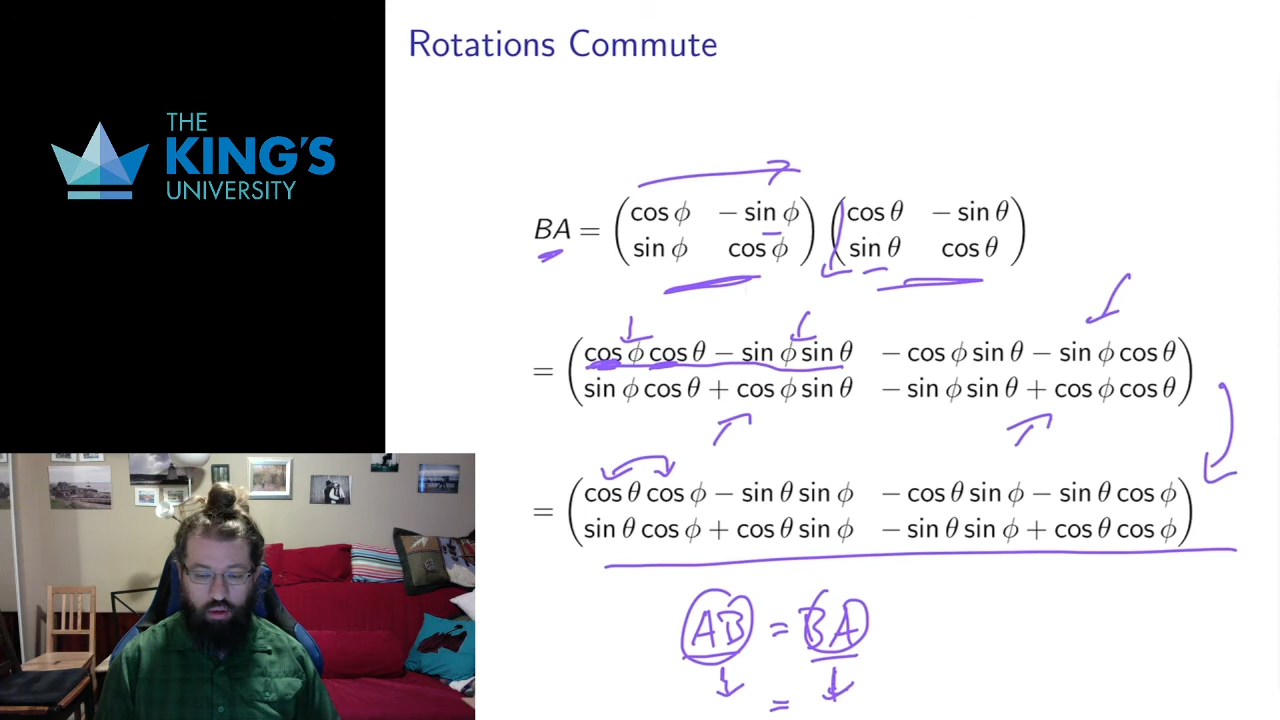 THE
KING'S
UNIVERSITY
Rotations Commute
BA = ( cos ϕ − sin ϕ ) ( cos θ − sin θ )
sin ϕ cos ϕ sin θ cos θ
= ( cos ϕ cos θ − sin ϕ sin θ − cos ϕ sin θ − sin ϕ cos θ )
sin ϕ cos θ + cos ϕ sin θ − sin ϕ sin θ + cos ϕ cos θ
= ( cos θ cos ϕ − sin θ sin ϕ − cos θ sin ϕ − sin θ cos ϕ )
sin θ cos ϕ + cos θ sin ϕ − sin θ sin ϕ + cos θ cos ϕ
AB = BA
=